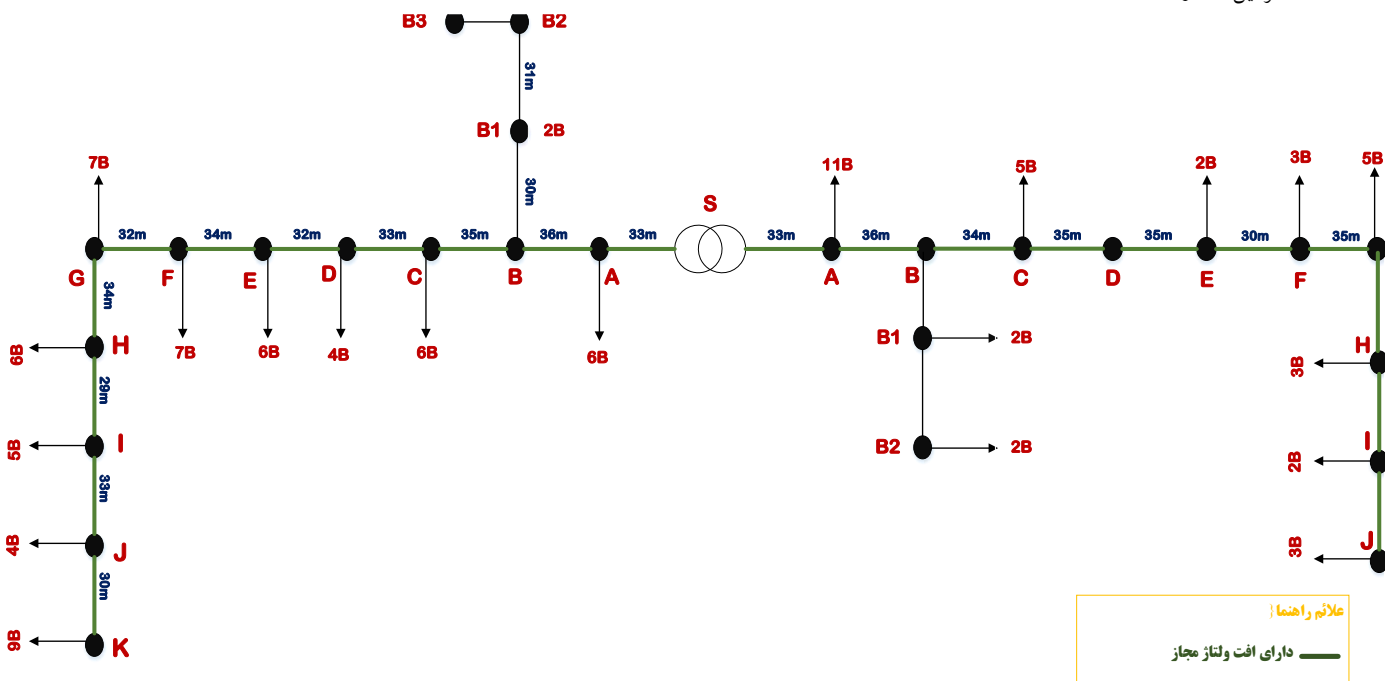 B3 B2
31m
B1 2B
30m
7B
11B
5B
2B
3B
5B
S
32m 34m 32m 33m 35m 36m 33m 33m 36m 34m 35m 35m 30m 35m
G F E D C B A A B C D E F
7B 6B 4B 6B 6B
34m
H
6B
29m
I
5B
33m
J
4B
30m
K
9B
B1 2B
B2 2B
H
3B
I
2B
J
3B
علائم راهنما {
دارای افت ولتاژ مجاز